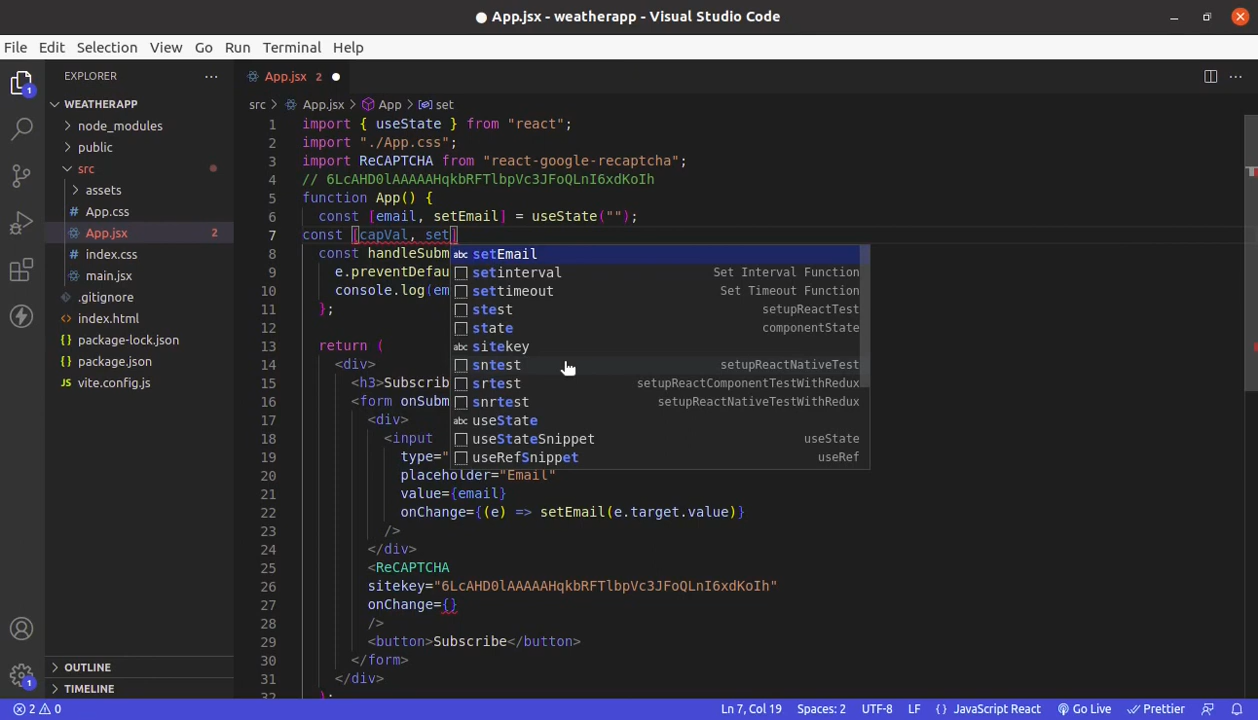 App.jsx - weatherapp - Visual Studio Code
File Edit Selection View Go Run Terminal Help
EXPLORER
App.jsx 2
WEATHERAPP
src > App.jsx > App > set
node_modules
public
src
assets
App.css
App.jsx 2
index.css
main.jsx
.gitignore
index.html
package-lock.json
package.json
vite.config.js
OUTLINE
TIMELINE
1
1
1 import { useState } from "react";
2 import "./App.css";
3 import ReCAPTCHA from "react-google-recaptcha";
4 // 6LcAHD0lAAAAAHqkbRFTlbpVc3JFoQLnI6xdKoIh
5 function App() {
6 const [email, setEmail] = useState("");
7 const [capVal, set]
8 const handleSubm
9 e.preventDefau
10 console.log(em
11 };
12
13 return (
14 <div>
15 <h3>Subscrib
16 <form onSubm
17 <div>
18 <input
19 type="
20 placeholder="Email"
21 value={email}
22 onChange={(e) => setEmail(e.target.value)}
23 />
24 </div>
25 <ReCAPTCHA
26 sitekey="6LcAHD0lAAAAAHqkbRFTlbpVc3JFoQLnI6xdKoIh"
27 onChange={}
28 />
29 <button>Subscribe</button>
30 </form>
31 </div>
32 );
abc setEmail
setinterval Set Interval Function
settimeout Set Timeout Function
stest setupReactTest
state componentState
abc sitekey
sntest setupReactNativeTest
srtest setupReactComponentTestWithRedux
snrtest setupReactNativeTestWithRedux
abc useState
useStateSnippet useState
useRefSnippet useRef
2 0 Ln 7, Col 19 Spaces: 2 UTF-8 LF {} JavaScript React Go Live Prettier